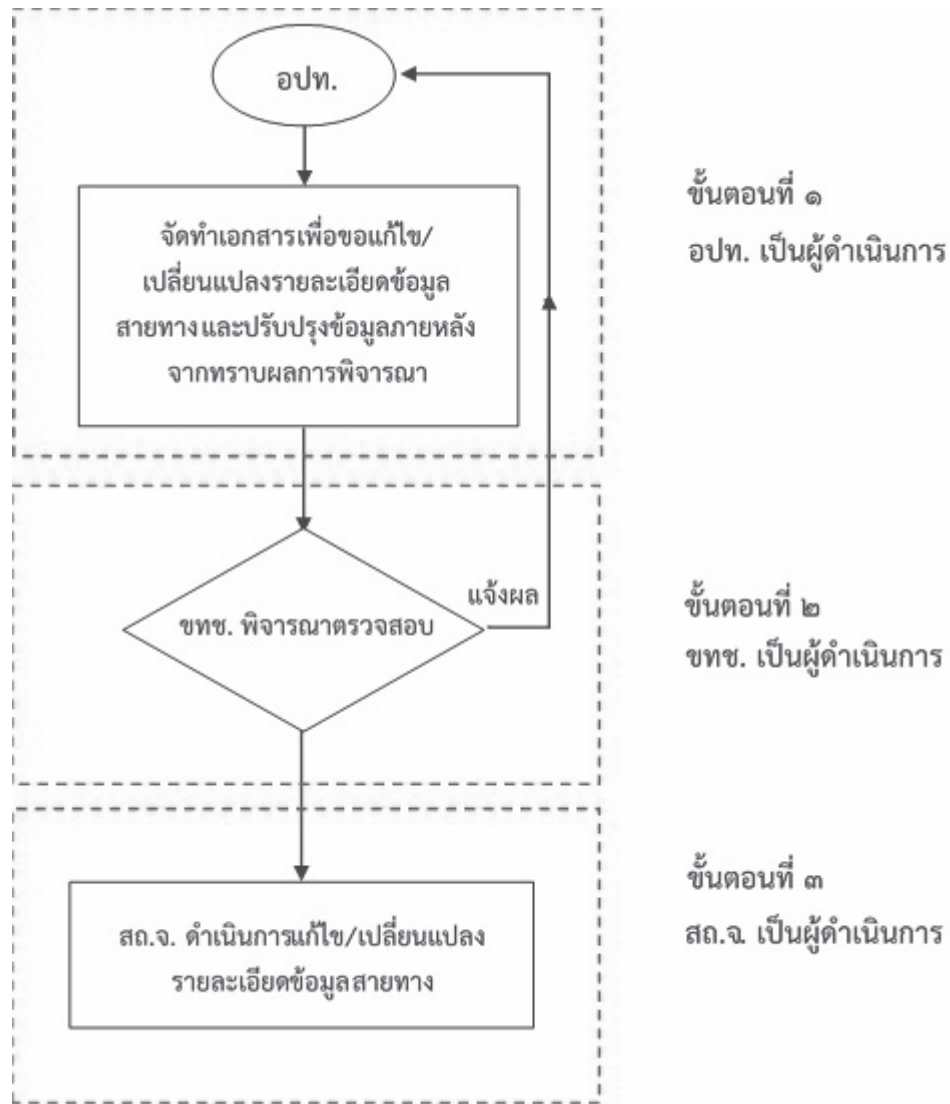 อปท.
จัดทำเอกสารเพื่อขอแก้ไข/
เปลี่ยนแปลงรายละเอียดข้อมูล
สายทางและปรับปรุงข้อมูลภายหลัง
จากทราบผลการพิจารณา
ขั้นตอนที่ ๑
อปท. เป็นผู้ดำเนินการ
ขทช. พิจารณาตรวจสอบ
แจ้งผล
ขั้นตอนที่ ๒
ขทช. เป็นผู้ดำเนินการ
สถ.จ. ดำเนินการแก้ไข/เปลี่ยนแปลง
รายละเอียดข้อมูลสายทาง
ขั้นตอนที่ ๓
สถ.จ. เป็นผู้ดำเนินการ